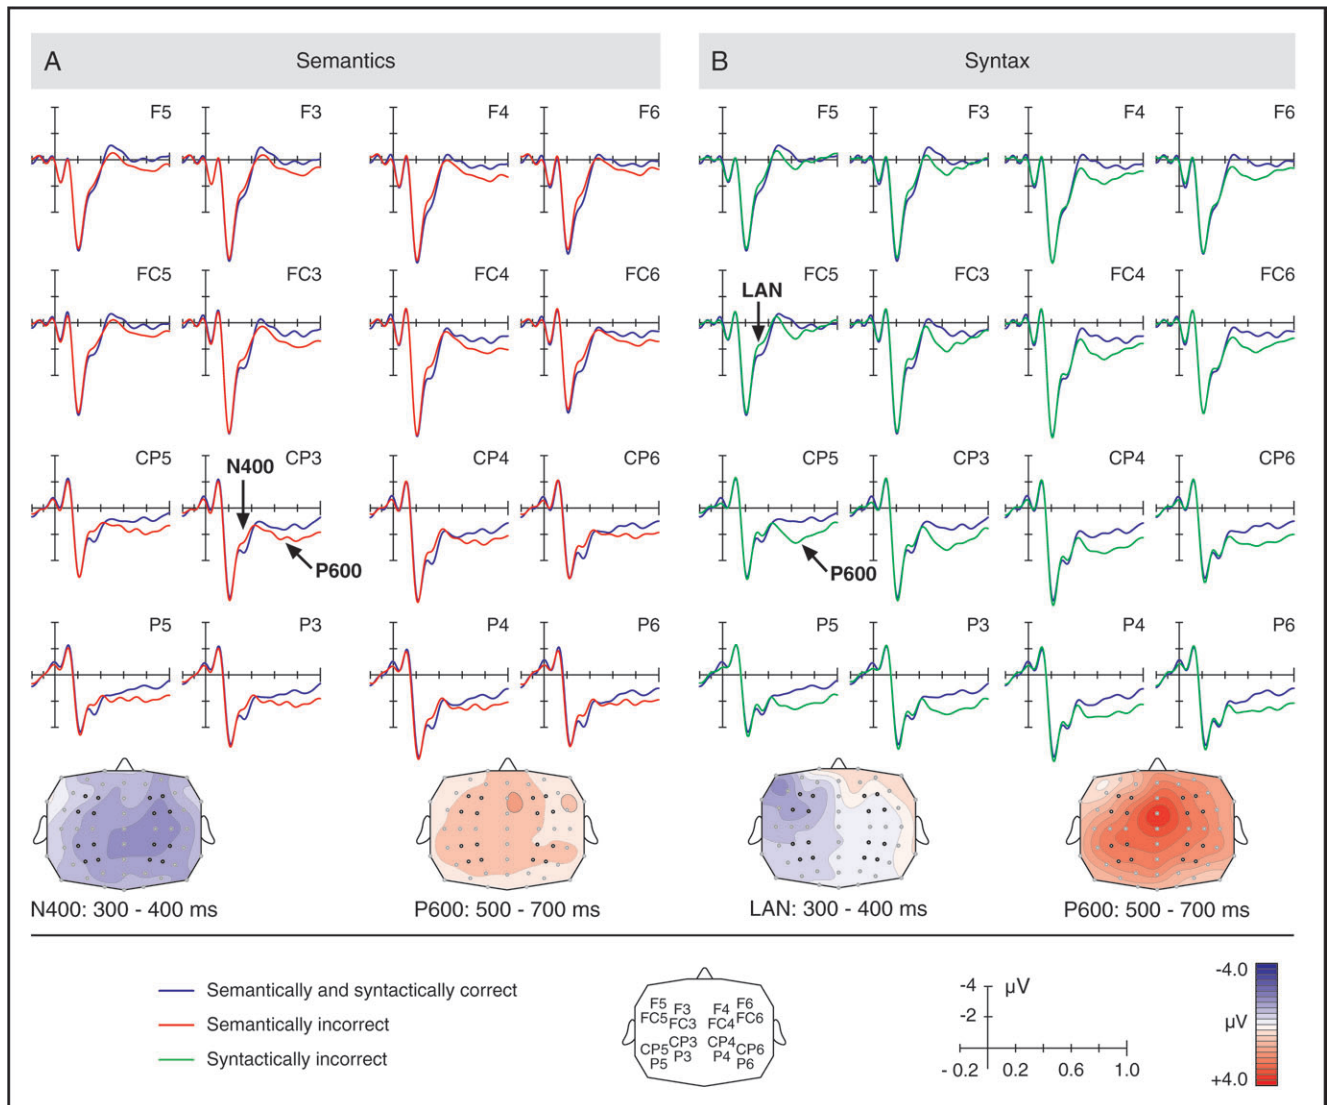 A Semantics
B Syntax
F5 F3 F4 F6
F5 F3 F4 F6
FC5 FC3 FC4 FC6
LAN
FC5 FC3 FC4 FC6
CP5 CP3 CP4 CP6
N400
P600
CP5 CP3 CP4 CP6
P600
P5 P3 P4 P6
P5 P3 P4 P6
N400: 300 - 400 ms
P600: 500 - 700 ms
LAN: 300 - 400 ms
P600: 500 - 700 ms
Semantically and syntactically correct
Semantically incorrect
Syntactically incorrect
F5 F3 F4 F6
FC5 FC3 FC4 FC6
CP5 CP3 CP4 CP6
P5 P3 P4 P6
-4 µV
-2
- 0.2 0.2 0.6 1.0
-4.0
µV
+4.0